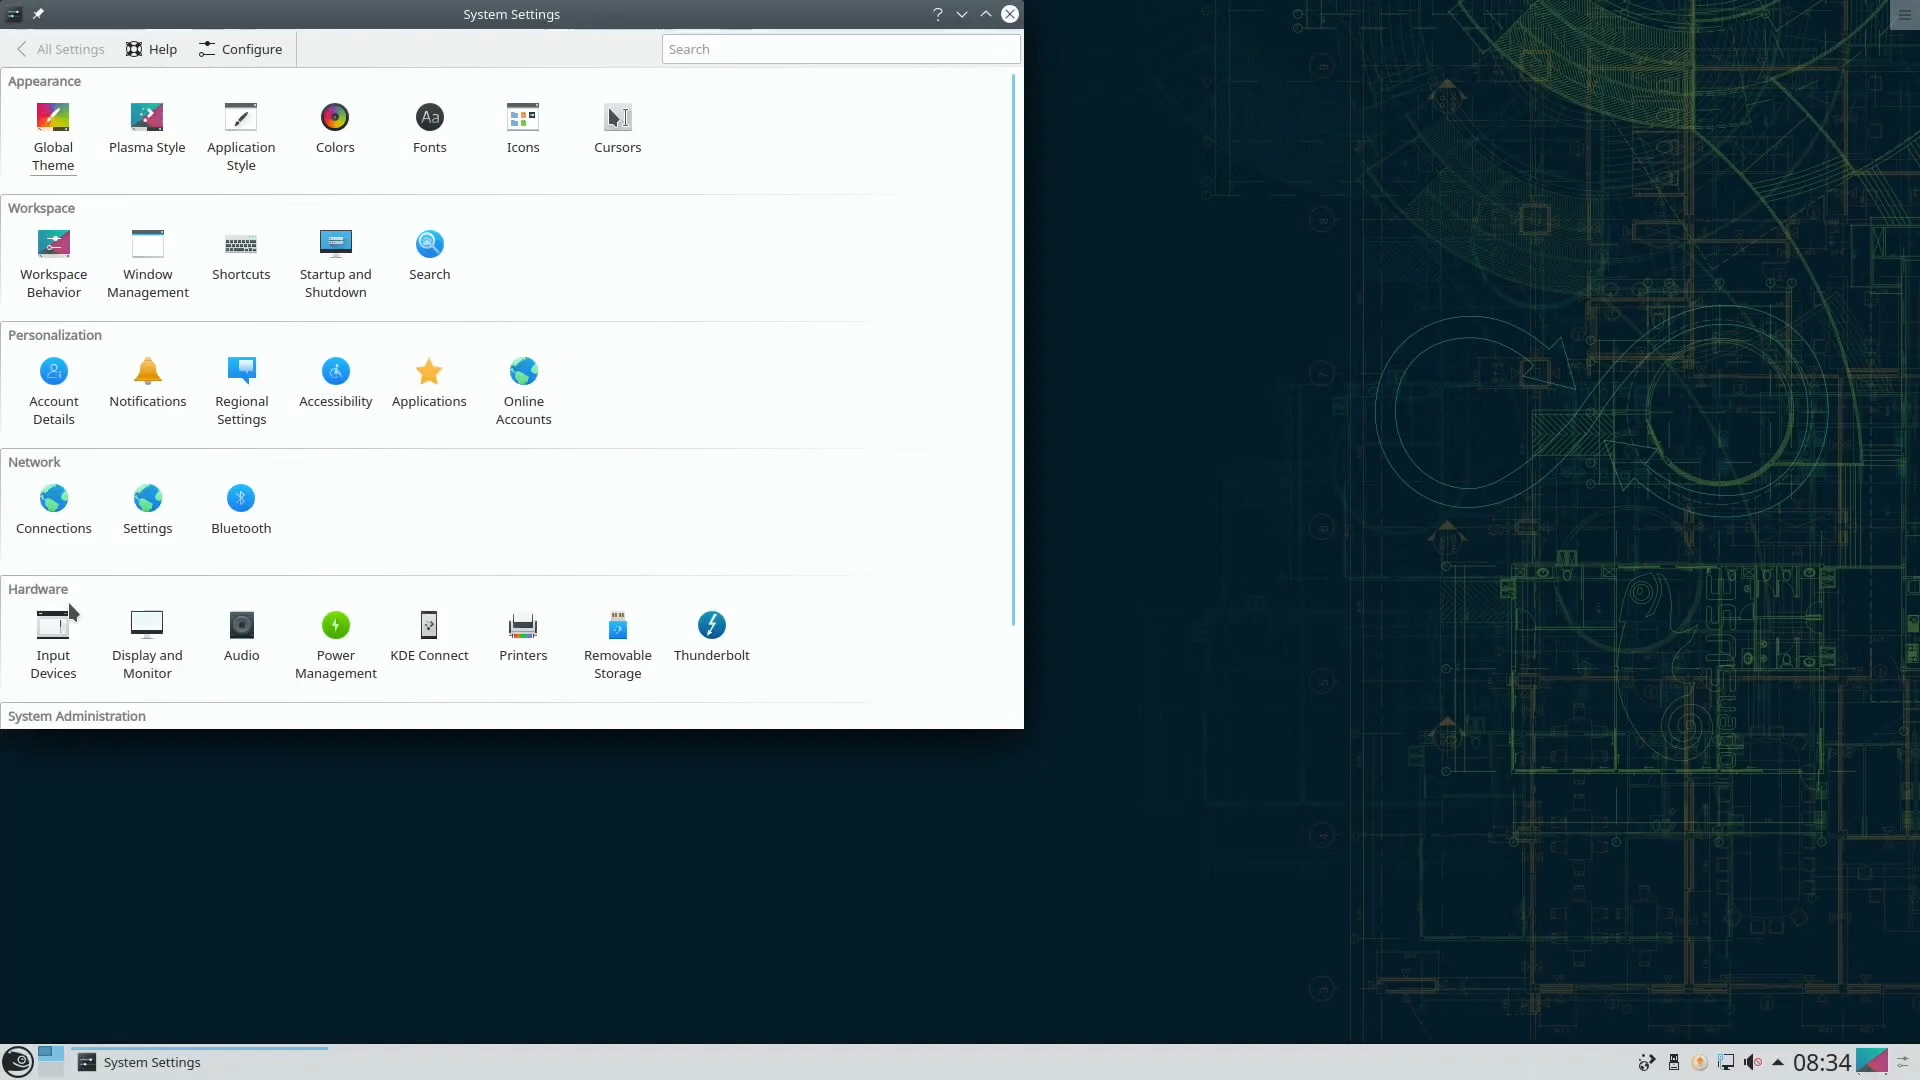 System Settings
All Settings
Help
Configure
Search
Appearance
Global Theme
Plasma Style
Application Style
Colors
Fonts
Icons
Cursors
Workspace
Workspace Behavior
Window Management
Shortcuts
Startup and Shutdown
Search
Personalization
Account Details
Notifications
Regional Settings
Accessibility
Applications
Online Accounts
Network
Connections
Settings
Bluetooth
Hardware
Input Devices
Display and Monitor
Audio
Power Management
KDE Connect
Printers
Removable Storage
Thunderbolt
System Administration
System Settings
08:34